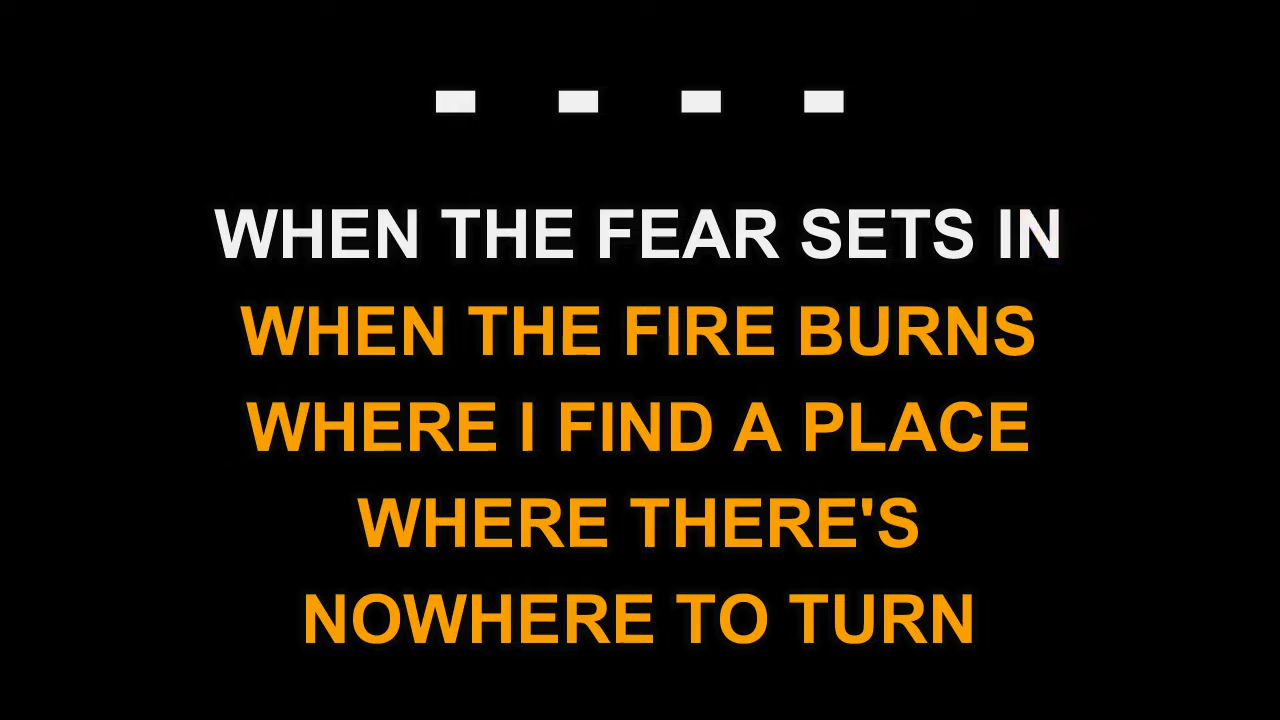 - - - -
WHEN THE FEAR SETS IN
WHEN THE FIRE BURNS
WHERE I FIND A PLACE
WHERE THERE'S
NOWHERE TO TURN